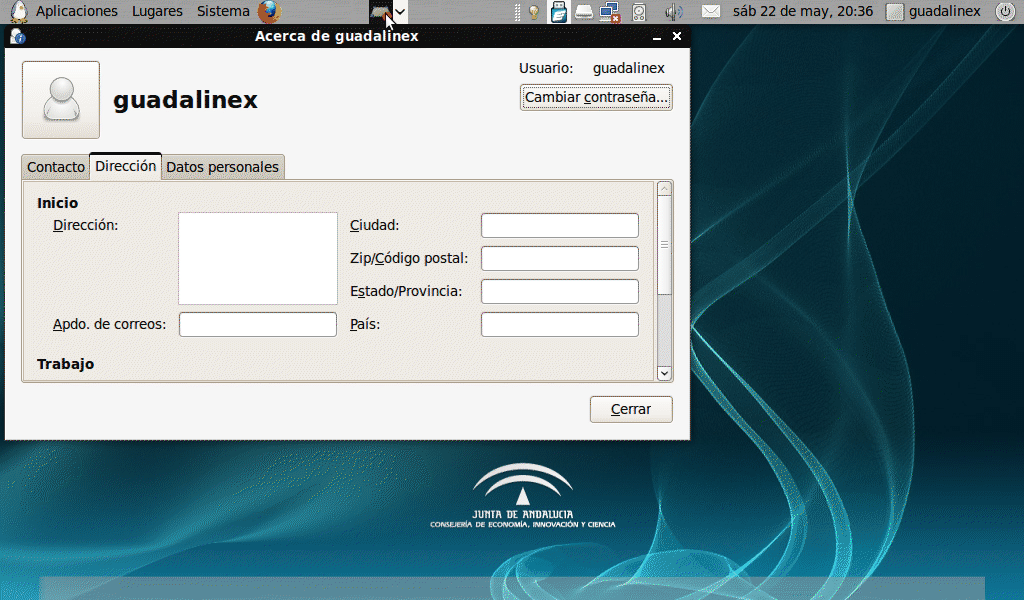 Aplicaciones Lugares Sistema sáb 22 de may, 20:36 guadalinex
Acerca de guadalinex
Usuario: guadalinex
guadalinex
Cambiar contraseña...
Contacto Dirección Datos personales
Inicio
Dirección: Ciudad:
Zip/Código postal:
Estado/Provincia:
Apdo. de correos: País:
Trabajo
Cerrar
JUNTA DE ANDALUCIA
CONSEJERÍA DE ECONOMÍA, INNOVACIÓN Y CIENCIA